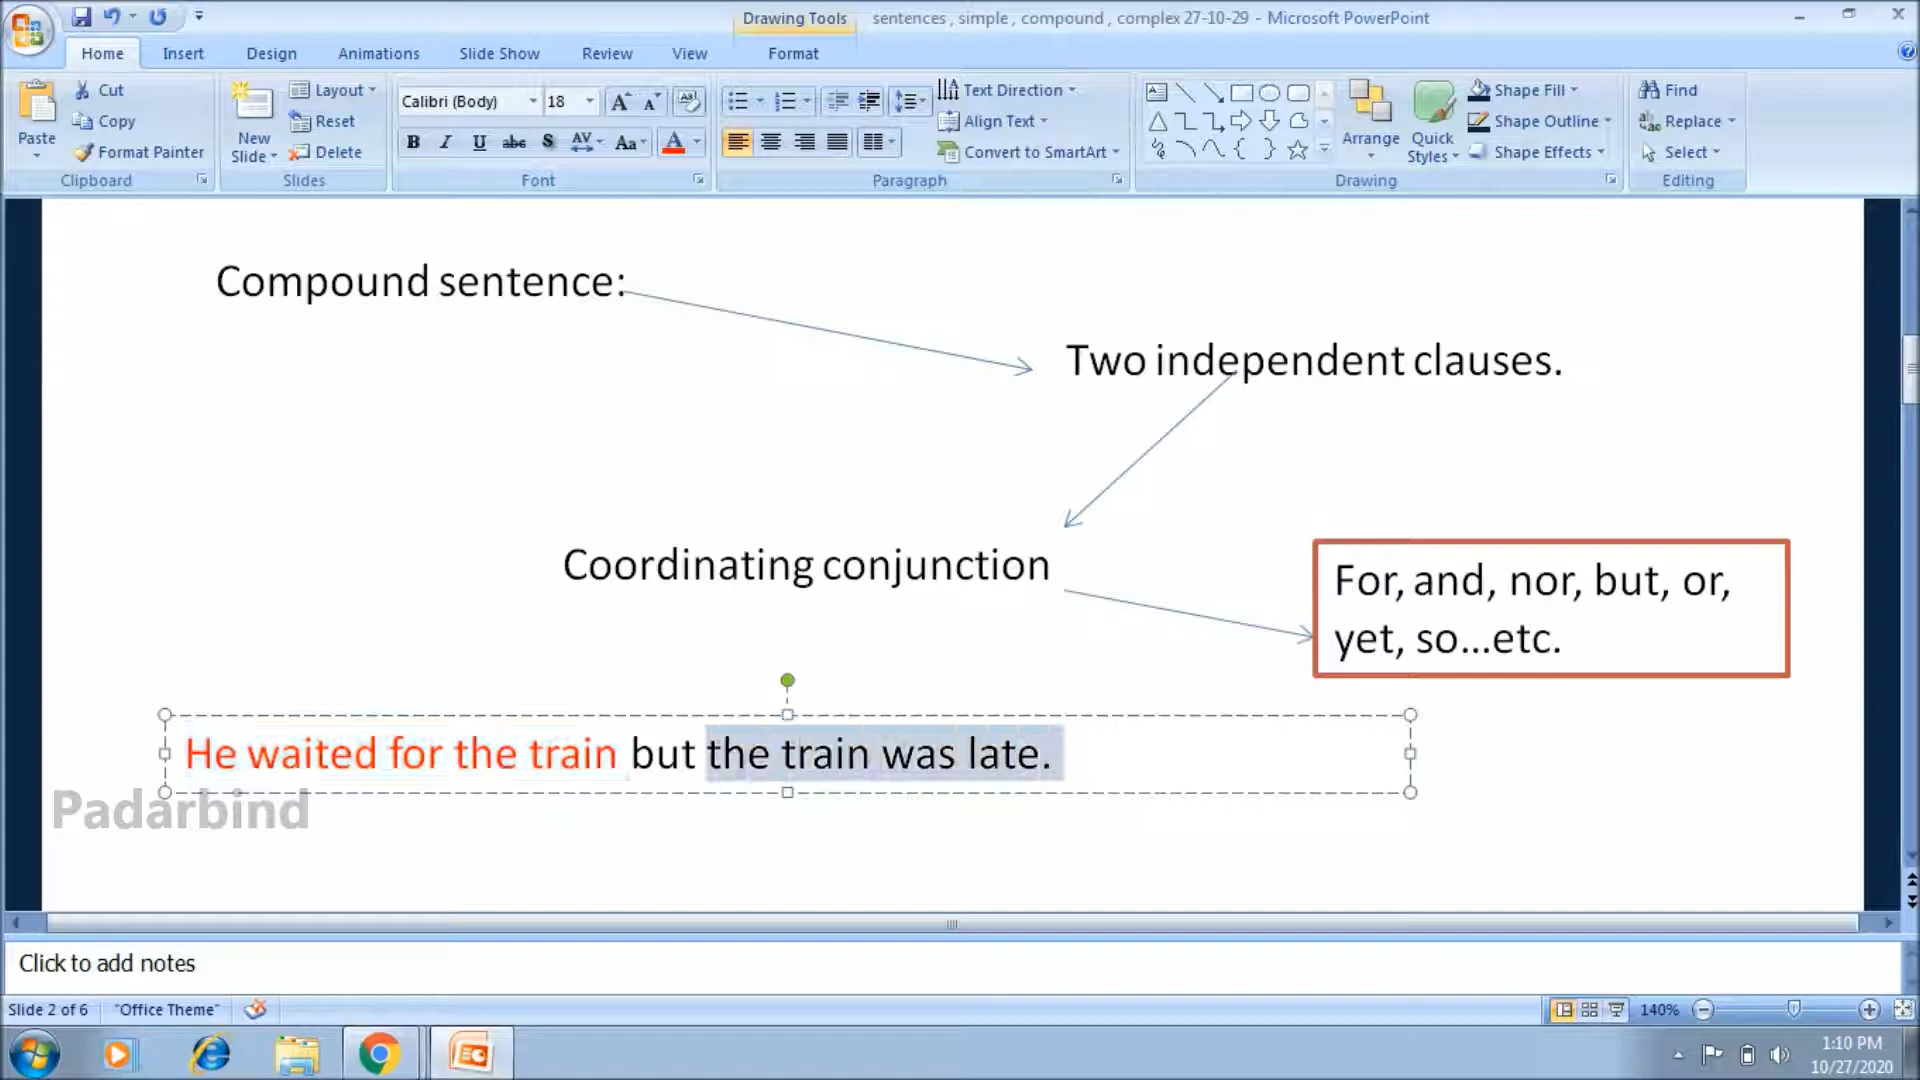 Drawing Tools
sentences , simple , compound , complex 27-10-29 - Microsoft PowerPoint
Home Insert Design Animations Slide Show Review View Format
Paste
Cut
Copy
Format Painter
Clipboard
New
Slide
Layout
Reset
Delete
Slides
Calibri (Body) 18
B I U abc S AV Aa A
Font
Text Direction
Align Text
Convert to SmartArt
Paragraph
Arrange
Quick
Styles
Shape Fill
Shape Outline
Shape Effects
Drawing
Find
Replace
Select
Editing
Compound sentence:
Two independent clauses.
Coordinating conjunction
For, and, nor, but, or,
yet, so...etc.
He waited for the train but the train was late.
Padarbind
Click to add notes
Slide 2 of 6 "Office Theme" 140%
1:10 PM
10/27/2020